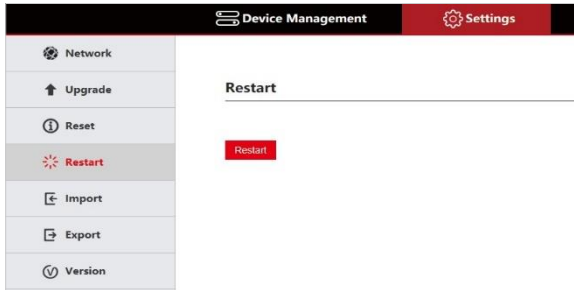 Device Management
Settings
Network
Upgrade
Reset
Restart
Import
Export
Version
Restart
Restart